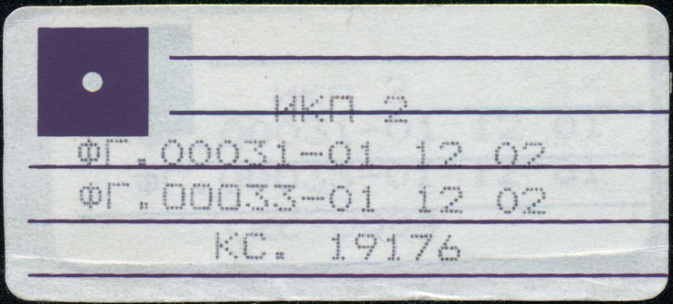 ИКП 2
ФГ.00031-01 12 02
ФГ.00033-01 12 02
КС. 19176